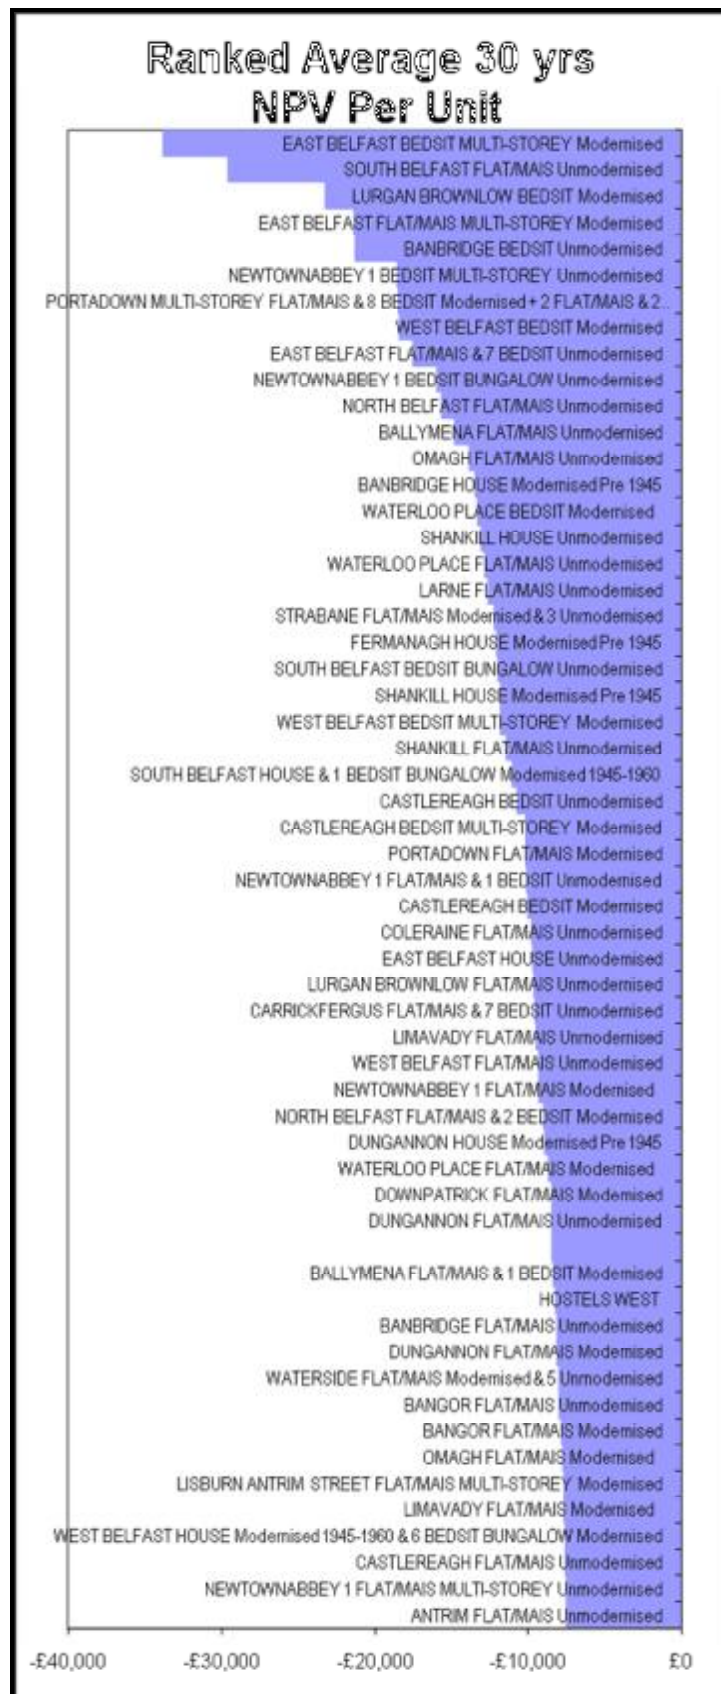 Ranked Average 30 yrs
NPV Per Unit
EAST BELFAST BEDSIT MULTI-STOREY Modernised
SOUTH BELFAST FLAT/MAIS Unmodernised
LURGAN BROWNLOW BEDSIT Modernised
EAST BELFAST FLAT/MAIS MULTI-STOREY Modernised
BANBRIDGE BEDSIT Unmodernised
NEWTOWNABBEY 1 BEDSIT MULTI-STOREY Unmodernised
PORTADOWN MULTI-STOREY FLAT/MAIS & 8 BEDSIT Modernised + 2 FLAT/MAIS & 2...
WEST BELFAST BEDSIT Modernised
EAST BELFAST FLAT/MAIS & 7 BEDSIT Unmodernised
NEWTOWNABBEY 1 BEDSIT BUNGALOW Unmodernised
NORTH BELFAST FLAT/MAIS Unmodernised
BALLYMENA FLAT/MAIS Unmodernised
OMAGH FLAT/MAIS Unmodernised
BANBRIDGE HOUSE Modernised Pre 1945
WATERLOO PLACE BEDSIT Modernised
SHANKILL HOUSE Unmodernised
WATERLOO PLACE FLAT/MAIS Unmodernised
LARNE FLAT/MAIS Unmodernised
STRABANE FLAT/MAIS Modernised & 3 Unmodernised
FERMANAGH HOUSE Modernised Pre 1945
SOUTH BELFAST BEDSIT BUNGALOW Unmodernised
SHANKILL HOUSE Modernised Pre 1945
WEST BELFAST BEDSIT MULTI-STOREY Modernised
SHANKILL FLAT/MAIS Unmodernised
SOUTH BELFAST HOUSE & 1 BEDSIT BUNGALOW Modernised 1945-1960
CASTLEREAGH BEDSIT Unmodernised
CASTLEREAGH BEDSIT MULTI-STOREY Modernised
PORTADOWN FLAT/MAIS Modernised
NEWTOWNABBEY 1 FLAT/MAIS & 1 BEDSIT Unmodernised
CASTLEREAGH BEDSIT Modernised
COLERAINE FLAT/MAIS Unmodernised
EAST BELFAST HOUSE Unmodernised
LURGAN BROWNLOW FLAT/MAIS Unmodernised
CARRICKFERGUS FLAT/MAIS & 7 BEDSIT Unmodernised
LIMAVADY FLAT/MAIS Unmodernised
WEST BELFAST FLAT/MAIS Unmodernised
NEWTOWNABBEY 1 FLAT/MAIS Modernised
NORTH BELFAST FLAT/MAIS & 2 BEDSIT Modernised
DUNGANNON HOUSE Modernised Pre 1945
WATERLOO PLACE FLAT/MAIS Modernised
DOWNPATRICK FLAT/MAIS Modernised
DUNGANNON FLAT/MAIS Unmodernised
BALLYMENA FLAT/MAIS & 1 BEDSIT Modernised
HOSTELS WEST
BANBRIDGE FLAT/MAIS Unmodernised
DUNGANNON FLAT/MAIS Modernised
WATERSIDE FLAT/MAIS Modernised & 5 Unmodernised
BANGOR FLAT/MAIS Unmodernised
BANGOR FLAT/MAIS Modernised
OMAGH FLAT/MAIS Modernised
LISBURN ANTRIM STREET FLAT/MAIS MULTI-STOREY Modernised
LIMAVADY FLAT/MAIS Modernised
WEST BELFAST HOUSE Modernised 1945-1960 & 6 BEDSIT BUNGALOW Modernised
CASTLEREAGH FLAT/MAIS Unmodernised
NEWTOWNABBEY 1 FLAT/MAIS MULTI-STOREY Unmodernised
ANTRIM FLAT/MAIS Unmodernised
-£40,000 -£30,000 -£20,000 -£10,000 £0